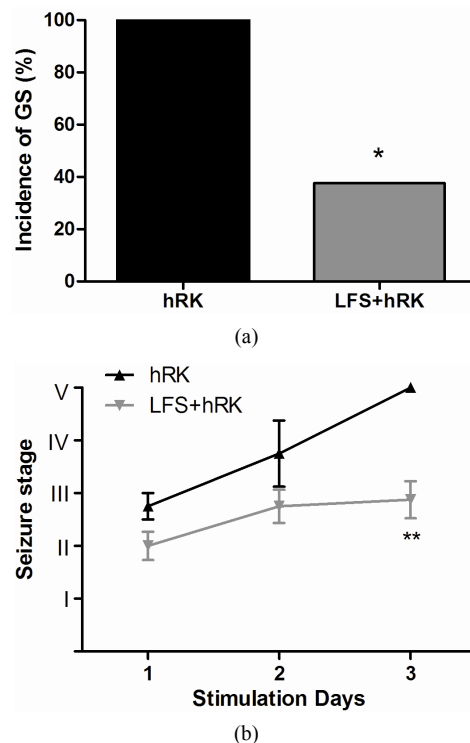 Incidence of GS (%)
100
80
60
40
20
0
*
hRK
LFS+hRK
(a)
hRK
LFS+hRK
Seizure stage
V
IV
III
II
I
**
1
2
3
Stimulation Days
(b)